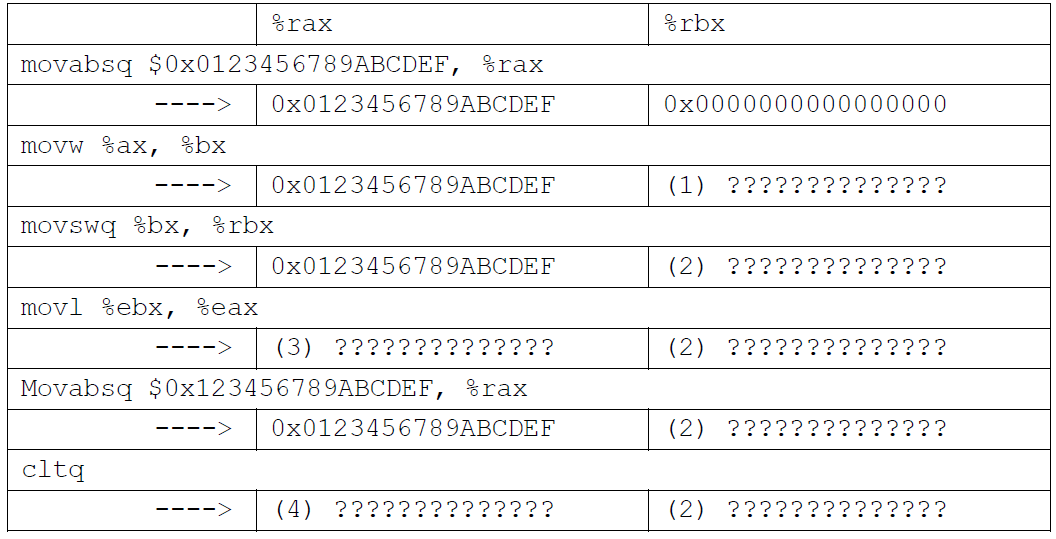 %rax %rbx
movabsq $0x0123456789ABCDEF, %rax
----> 0x0123456789ABCDEF 0x0000000000000000
movw %ax, %bx
----> 0x0123456789ABCDEF (1) ??????????????
movswq %bx, %rbx
----> 0x0123456789ABCDEF (2) ??????????????
movl %ebx, %eax
----> (3) ?????????????? (2) ??????????????
Movabsq $0x123456789ABCDEF, %rax
----> 0x0123456789ABCDEF (2) ??????????????
cltq
----> (4) ?????????????? (2) ??????????????